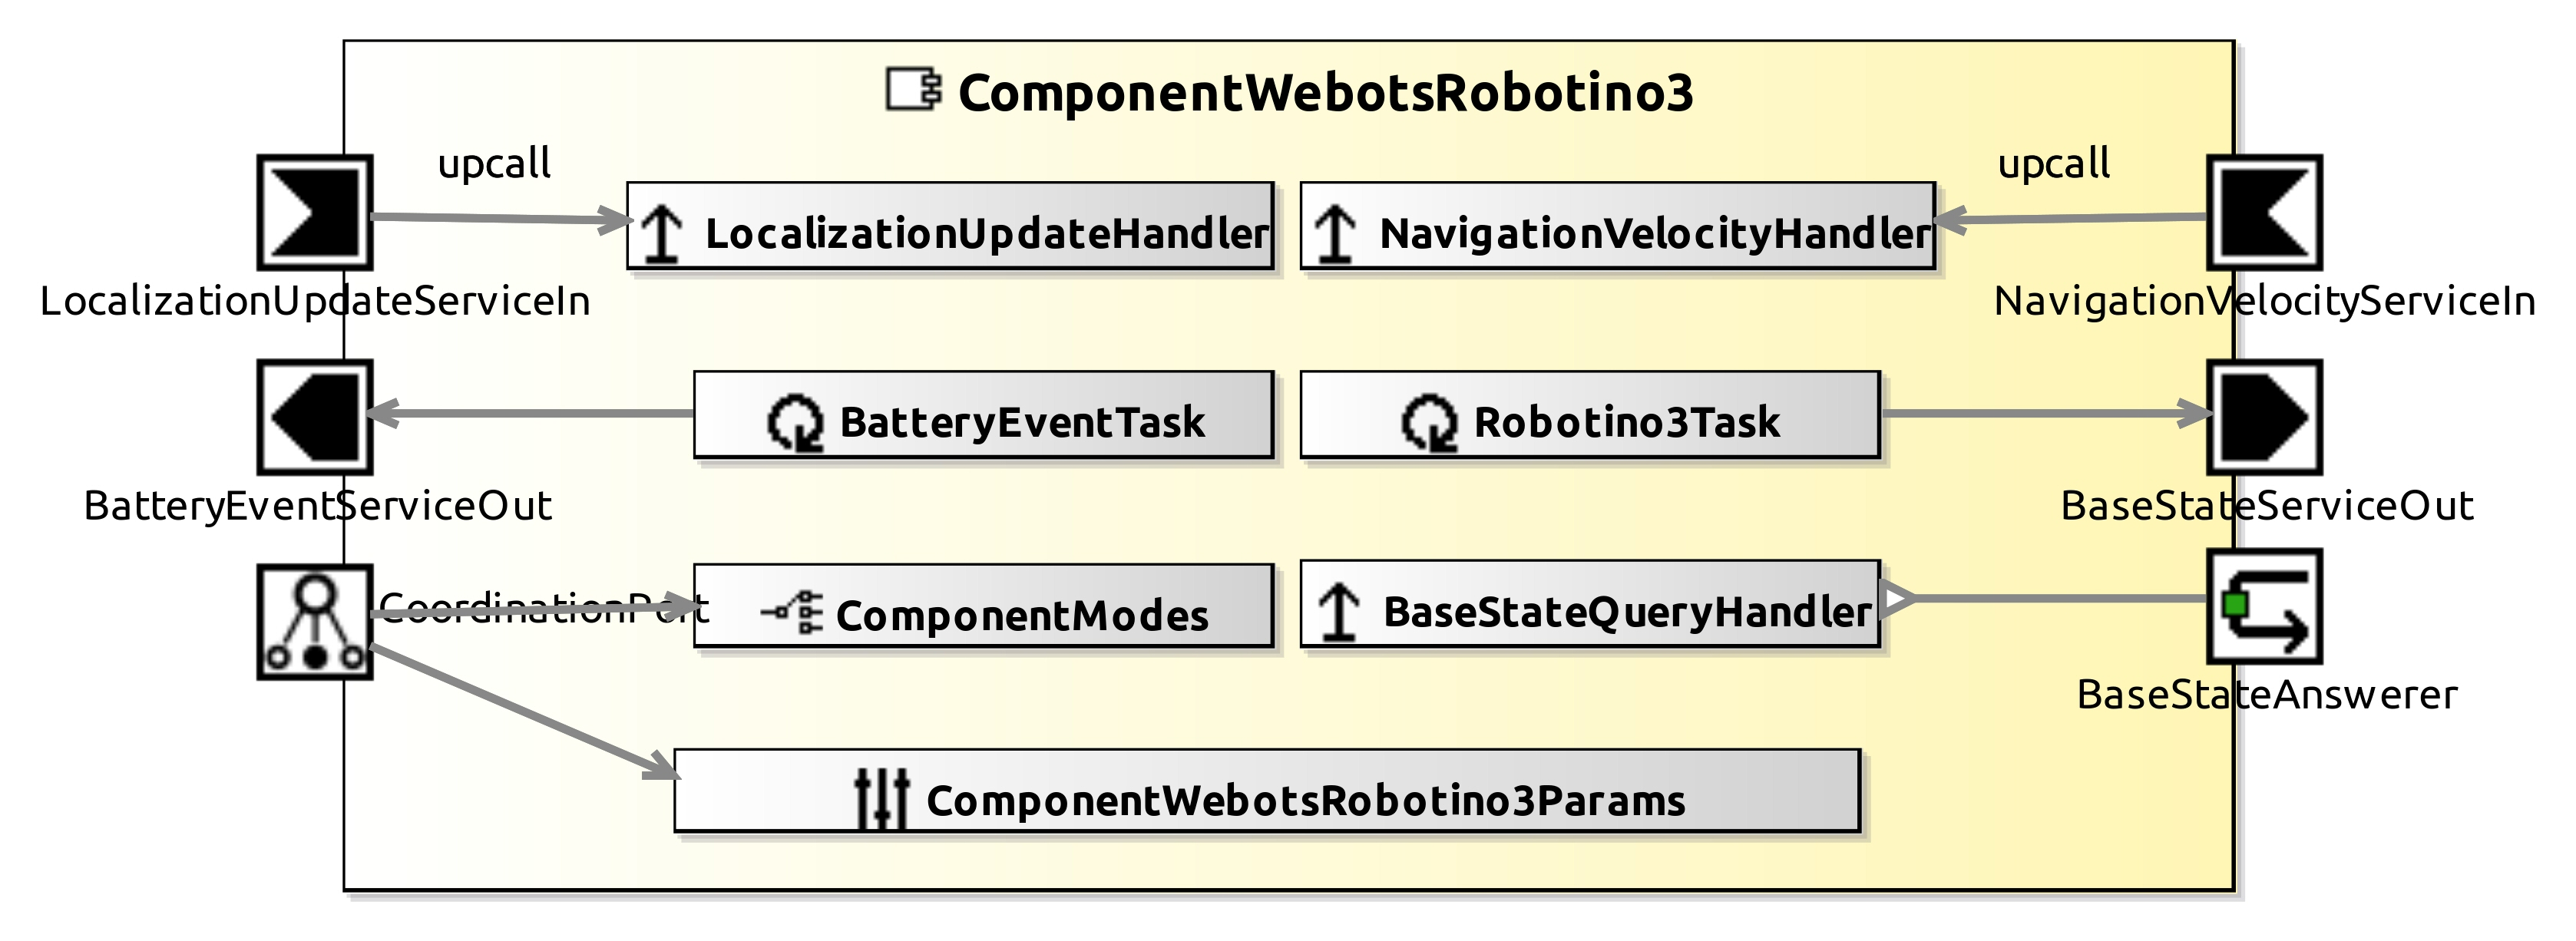 ComponentWebotsRobotino3
upcall
upcall
LocalizationUpdateHandler
NavigationVelocityHandler
LocalizationUpdateServiceIn
NavigationVelocityServiceIn
BatteryEventTask
Robotino3Task
BatteryEventServiceOut
BaseStateServiceOut
CoordinationPort
ComponentModes
BaseStateQueryHandler
BaseStateAnswerer
ComponentWebotsRobotino3Params